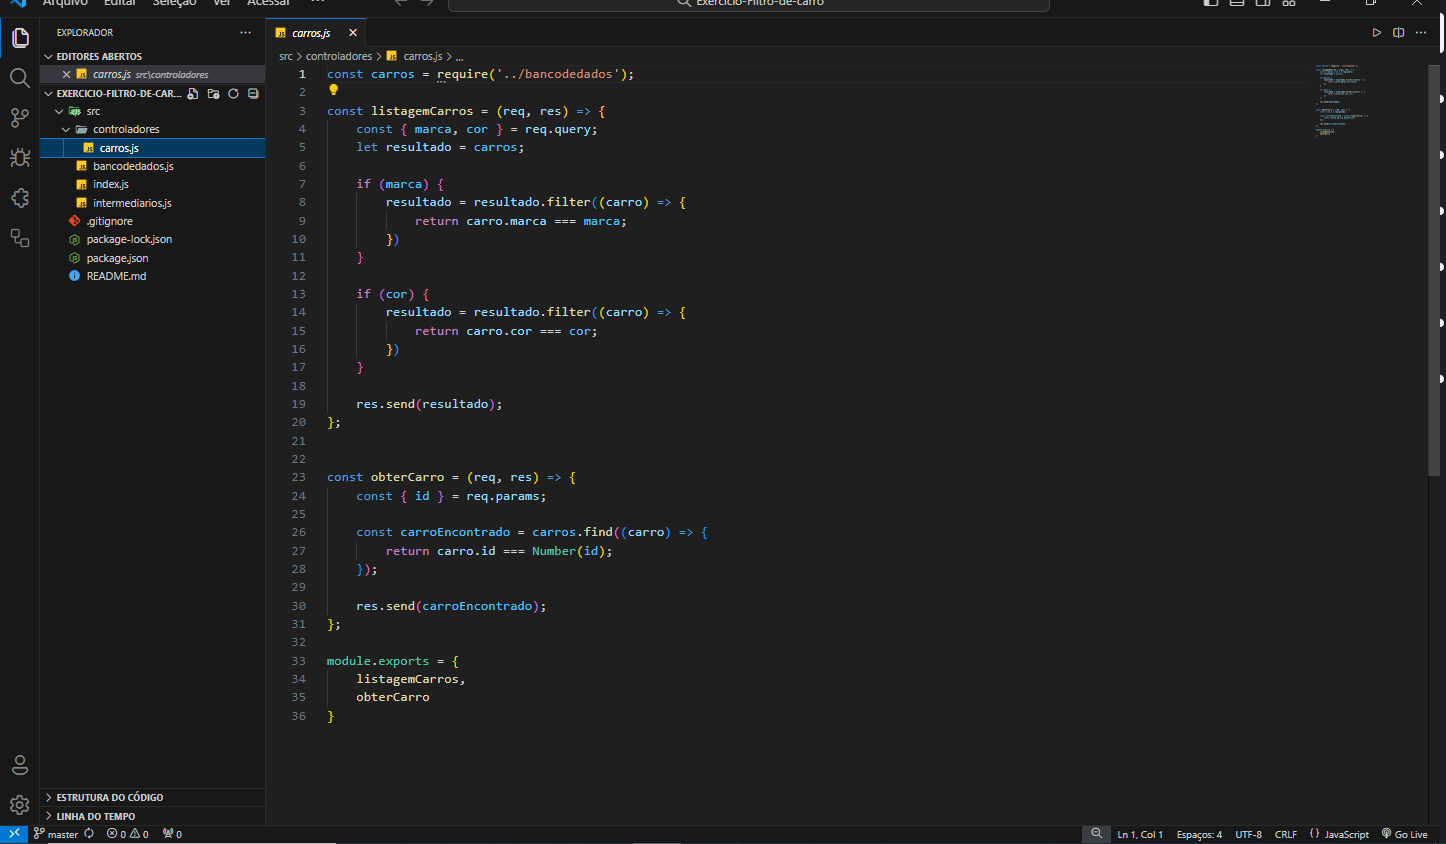 Arquivo Editar Seleção Ver Acessar ... Exercicio-Filtro-de-carro
EXPLORADOR
EDITORES ABERTOS
carros.js src\controladores
EXERCICIO-FILTRO-DE-CAR...
src
controladores
carros.js
bancodedados.js
index.js
intermediarios.js
.gitignore
package-lock.json
package.json
README.md
ESTRUTURA DO CÓDIGO
LINHA DO TEMPO
carros.js
src > controladores > carros.js > ...
1 const carros = require('../bancodedados');
2
3 const listagemCarros = (req, res) => {
4     const { marca, cor } = req.query;
5     let resultado = carros;
6
7     if (marca) {
8         resultado = resultado.filter((carro) => {
9             return carro.marca === marca;
10         })
11     }
12
13     if (cor) {
14         resultado = resultado.filter((carro) => {
15             return carro.cor === cor;
16         })
17     }
18
19     res.send(resultado);
20 };
21
22
23 const obterCarro = (req, res) => {
24     const { id } = req.params;
25
26     const carroEncontrado = carros.find((carro) => {
27         return carro.id === Number(id);
28     });
29
30     res.send(carroEncontrado);
31 };
32
33 module.exports = {
34     listagemCarros,
35     obterCarro
36 }
master 0 0 0 Ln 1, Col 1 Espaços: 4 UTF-8 CRLF {} JavaScript Go Live